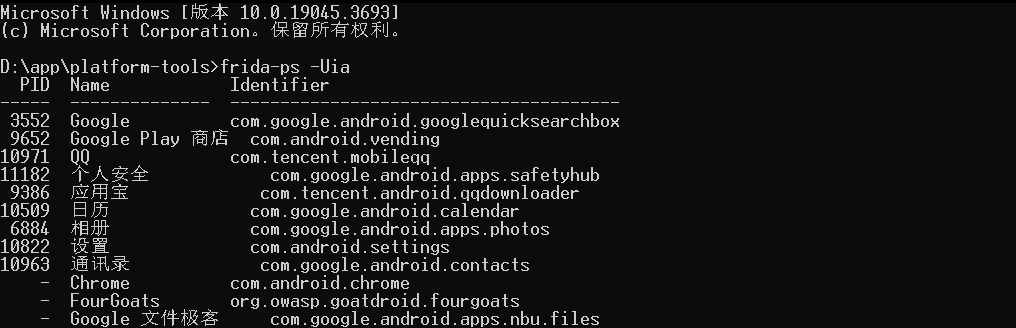 Microsoft Windows [版本 10.0.19045.3693]
(c) Microsoft Corporation。保留所有权利。
D:\app\platform-tools>frida-ps -Uia
PID  Name            Identifier
-----  --------------  ---------------------------------------
3552  Google          com.google.android.googlequicksearchbox
9652  Google Play 商店  com.android.vending
10971  QQ              com.tencent.mobileqq
11182  个人安全            com.google.android.apps.safetyhub
9386  应用宝             com.tencent.android.qqdownloader
10509  日历              com.google.android.calendar
6884  相册              com.google.android.apps.photos
10822  设置              com.android.settings
10963  通讯录             com.google.android.contacts
-  Chrome          com.android.chrome
-  FourGoats       org.owasp.goatdroid.fourgoats
-  Google 文件极客     com.google.android.apps.nbu.files